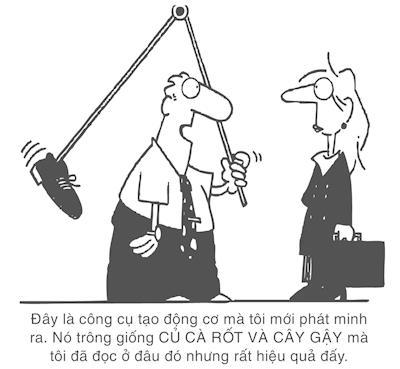 Đây là công cụ tạo động cơ mà tôi mới phát minh
ra. Nó trông giống CỦ CÀ RỐT VÀ CÂY GẬY mà
tôi đã đọc ở đâu đó nhưng rất hiệu quả đấy.